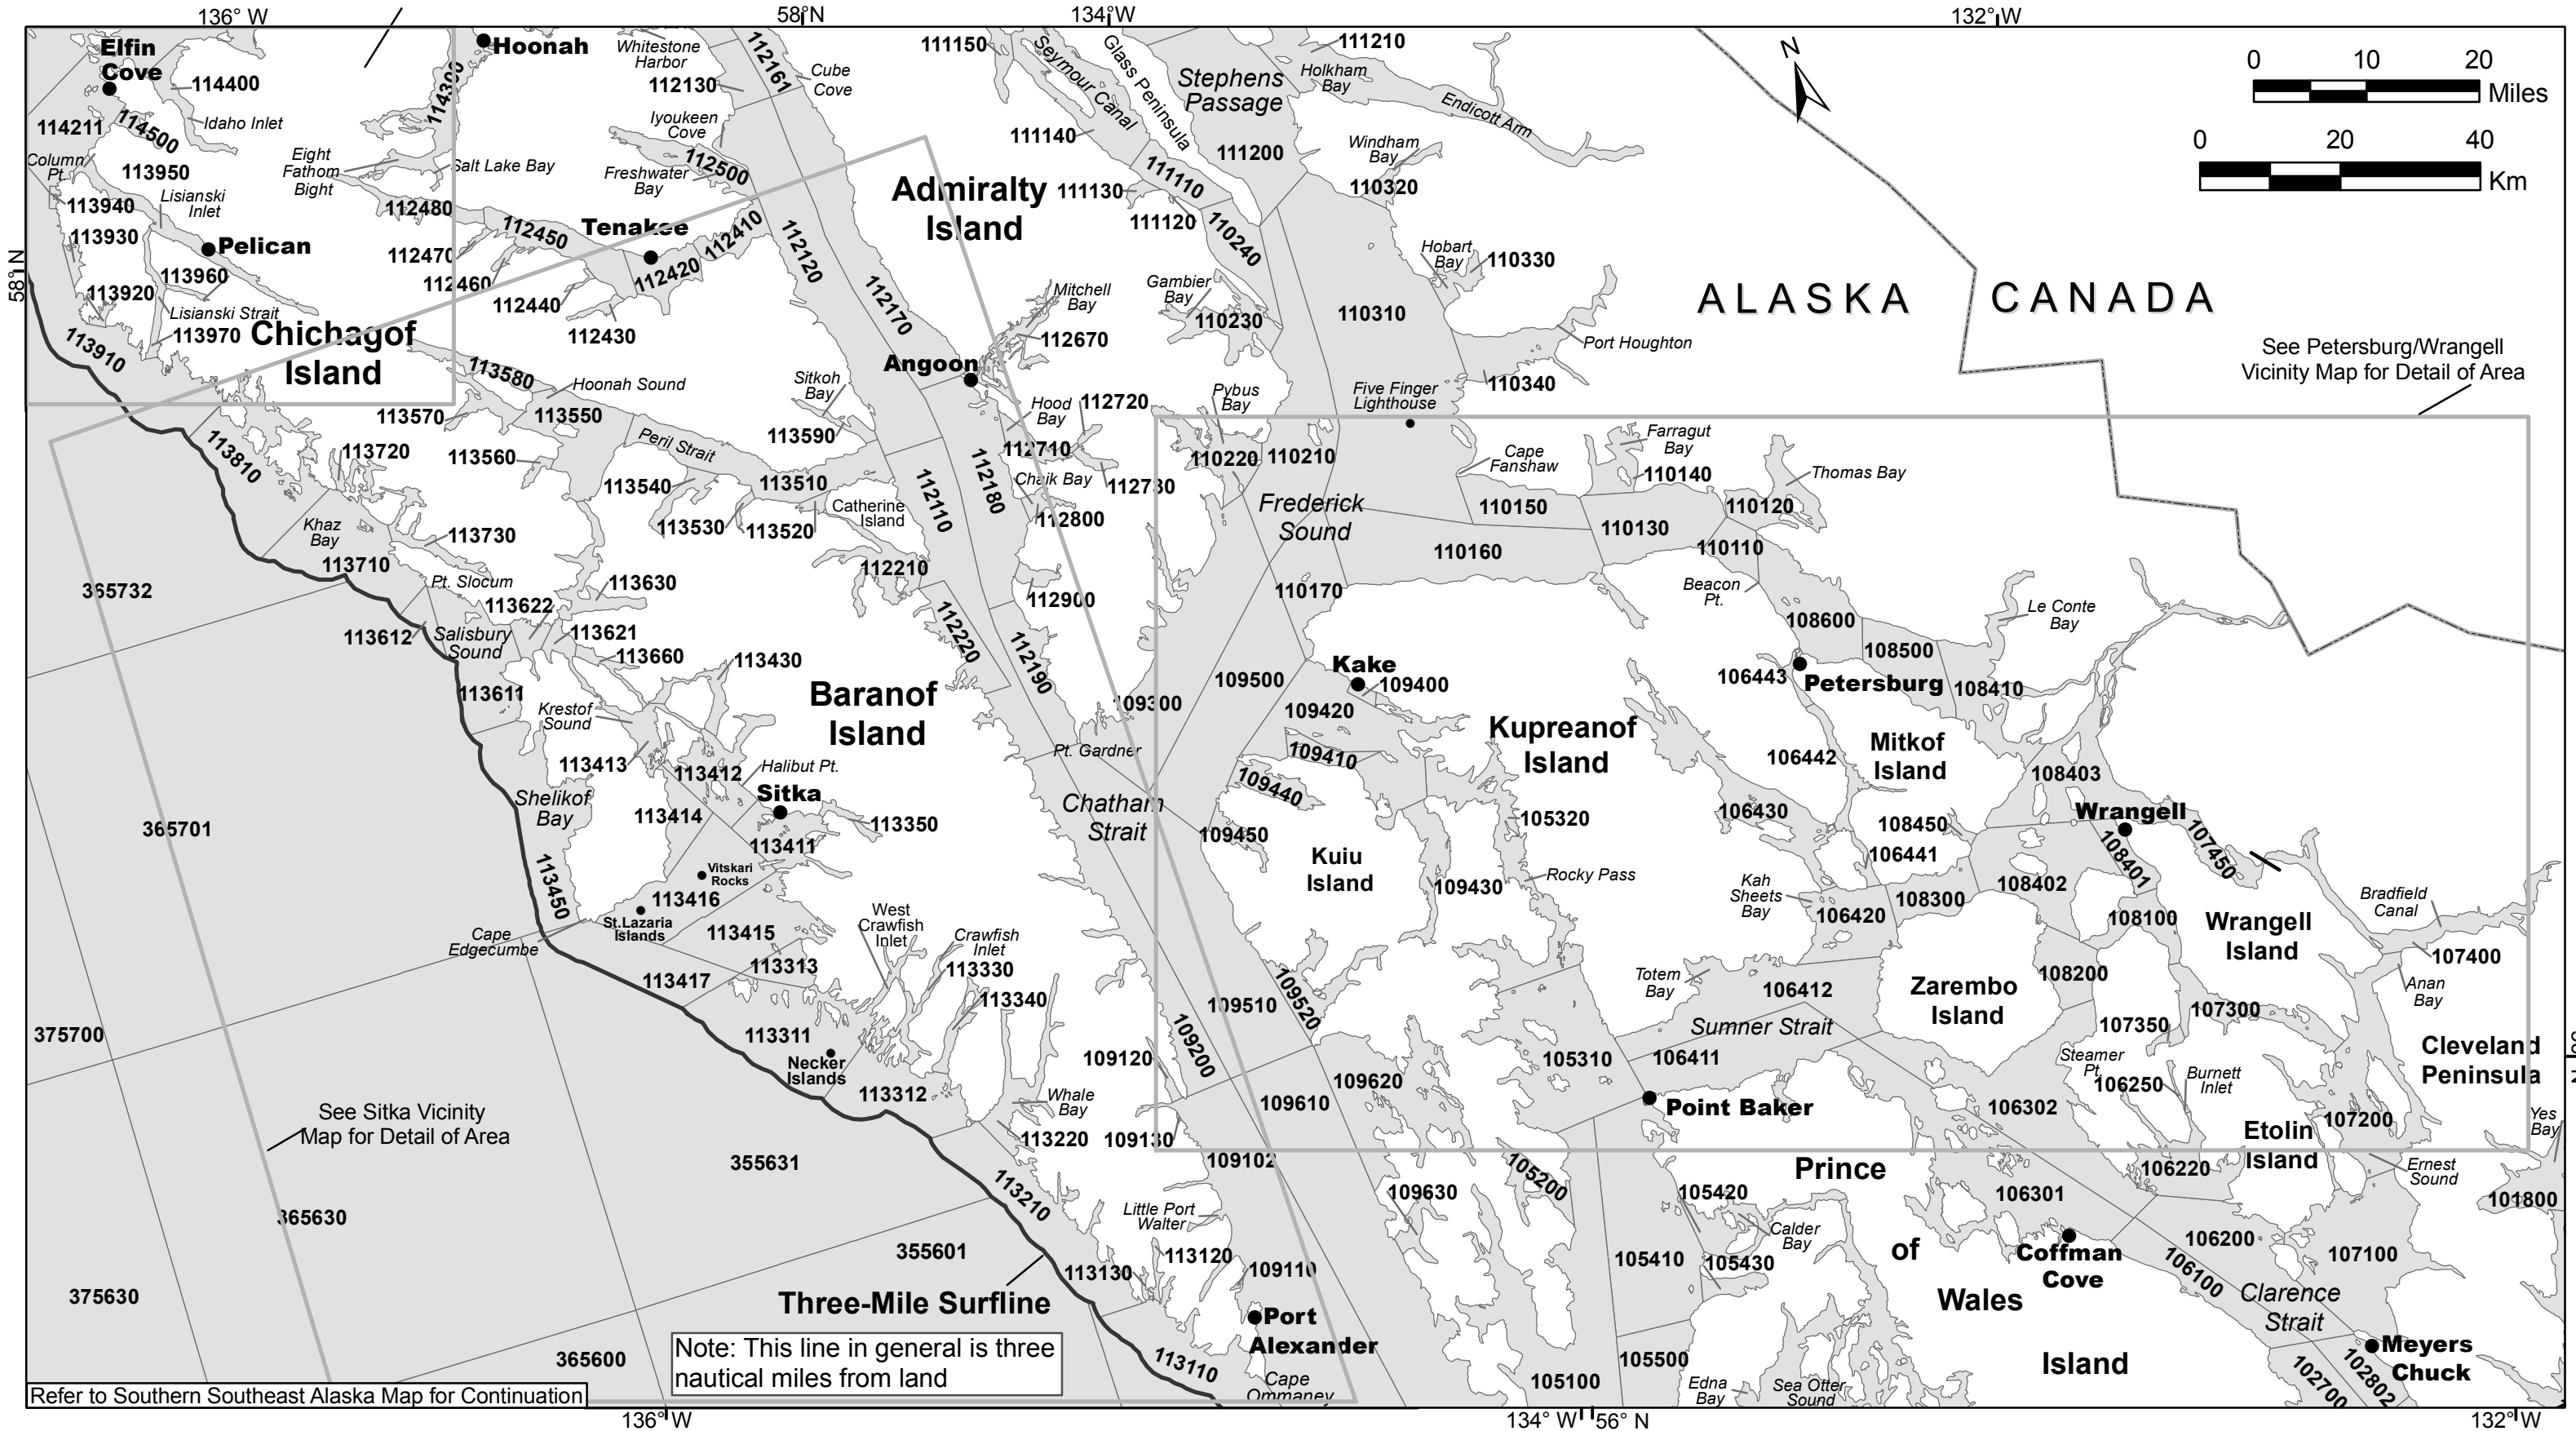 136° W
58°N
134°W
132°W
Elfin
Cove
Hoonah
114400
114300
Idaho Inlet
114211
114500
Column
Pt.
113950
Eight
Fathom
Bight
Salt Lake Bay
Lisianski
Inlet
113940
113930
Pelican
113960
113920
Lisianski Strait
113970
Chichagof
Island
58° N
113910
Whitestone
Harbor
112130
112161
Cube
Cove
Iyoukeen
Cove
112500
Freshwater
Bay
112480
112450
Tenakee
112410
112420
112470
112460
112440
112430
112120
112170
111150
Seymour Canal
Glass Peninsula
111140
111110
Admiralty
Island
111130
111120
110240
Stephens
Passage
111200
111210
Holkham
Bay
Endicott Arm
Windham
Bay
110320
Hobart
Bay
110330
110310
Port Houghton
110340
Gambier
Bay
110230
Mitchell
Bay
112670
Angoon
N
0 10 20
Miles
0 20 40
Km
ALASKA
CANADA
See Petersburg/Wrangell
Vicinity Map for Detail of Area
113580
Hoonah Sound
113570
113550
Peril Strait
113560
Sitkoh
Bay
113590
113540
113510
113530
113520
Catherine
Island
112110
112180
Hood
Bay
112720
112710
Chaik Bay
112730
112800
113810
113720
Khaz
Bay
113730
113710
Pt. Slocum
113630
113622
113612
Salisbury
Sound
113621
113660
113611
113430
112210
112220
112190
112900
365732
Pybus
Bay
110220
110210
Five Finger
Lighthouse
Cape
Fanshaw
Farragut
Bay
110140
Thomas Bay
110150
110120
110130
110110
Frederick
Sound
110160
110170
Beacon
Pt.
108600
Le Conte
Bay
108500
106443
Petersburg
108410
Kake
109400
109500
109420
109410
109440
109300
Pt. Gardner
Chatham
Strait
109450
Kupreanof
Island
106442
Mitkof
Island
108403
106430
108450
106441
Wrangell
107450
108401
108402
Baranof
Island
Krestof
Sound
113413
113412
Halibut Pt.
Sitka
113414
113350
113411
Shelikof
Bay
Vitskari
Rocks
113416
St.Lazaria
Islands
113450
113415
Cape
Edgecumbe
113313
113417
West
Crawfish
Inlet
Crawfish
Inlet
113330
113340
113311
Necker
Islands
113312
365701
Kuiu
Island
105320
109430
Rocky Pass
Kah
Sheets
Bay
106420
108300
108100
Wrangell
Island
Bradfield
Canal
107400
Anan
Bay
Totem
Bay
106412
Zarembo
Island
108200
Sumner Strait
107350
107300
109510
109520
109200
109120
105310
106411
Steamer
Pt.
106250
Burnett
Inlet
Cleveland
Peninsula
109610
109620
Point Baker
106302
107200
Yes
Bay
Etolin
Island
Whale
Bay
113220
109130
109102
375700
See Sitka Vicinity
Map for Detail of Area
355631
113210
365630
355601
375630
365600
Three-Mile Surfline
Note: This line in general is three
nautical miles from land
Little Port
Walter
113120
113130
109110
Port
Alexander
113110
Cape
Ommaney
109630
105200
Prince
of
Wales
Island
105420
Calder
Bay
105410
105430
105500
105100
Edna
Bay
Sea Otter
Sound
106301
106220
Ernest
Sound
101800
Coffman
Cove
106200
107100
106100
Clarence
Strait
Meyers
Chuck
102700
102802
Refer to Southern Southeast Alaska Map for Continuation
136° W
134° W
56° N
132° W